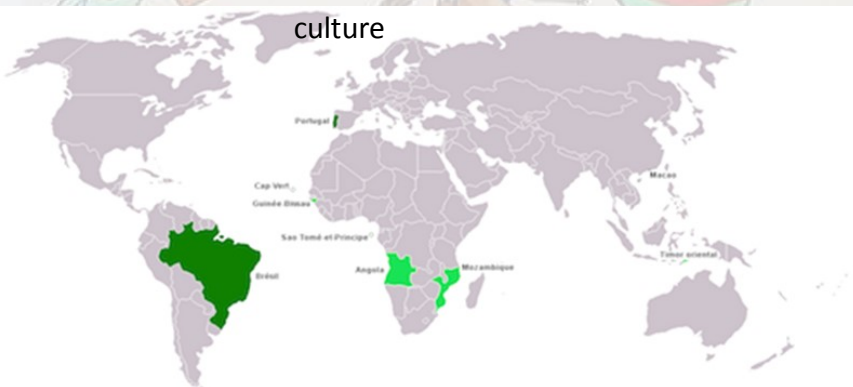 culture
Portugal
Macao
Cap Vert
Guinée Bissau
Sao Tomé et Principe
Timor oriental
Angola
Mozambique
Brésil